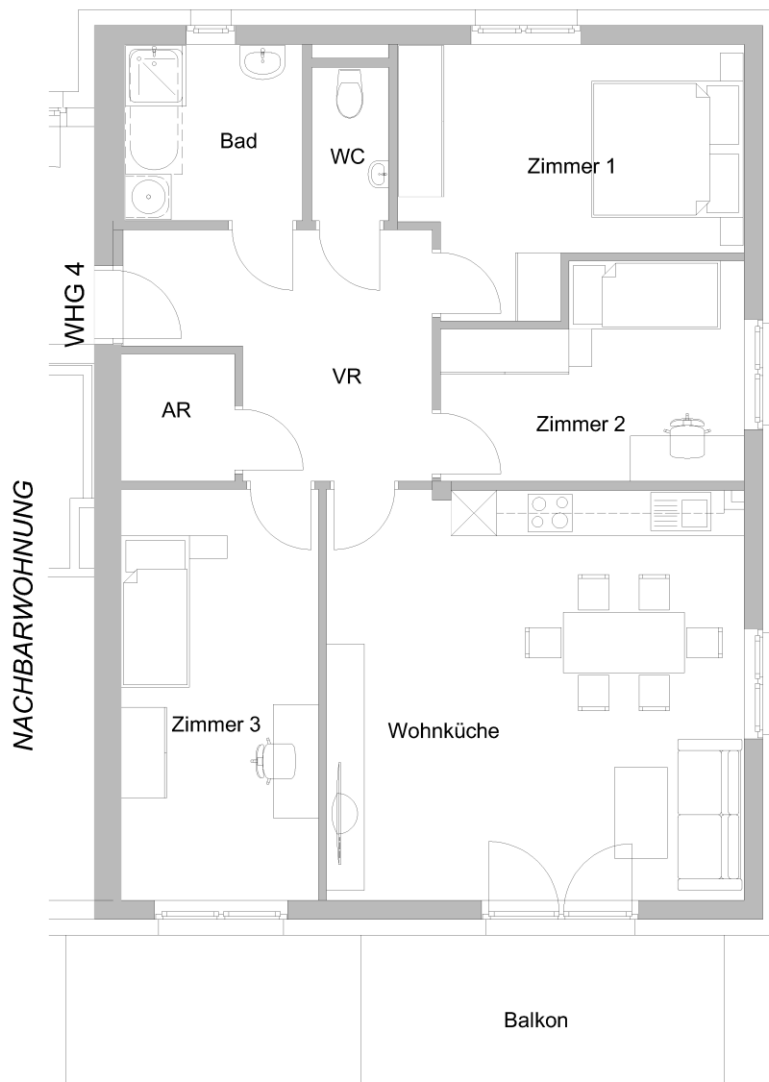 Bad
WC
Zimmer 1
WHG 4
VR
AR
Zimmer 2
NACHBARWOHNUNG
Zimmer 3
Wohnküche
Balkon